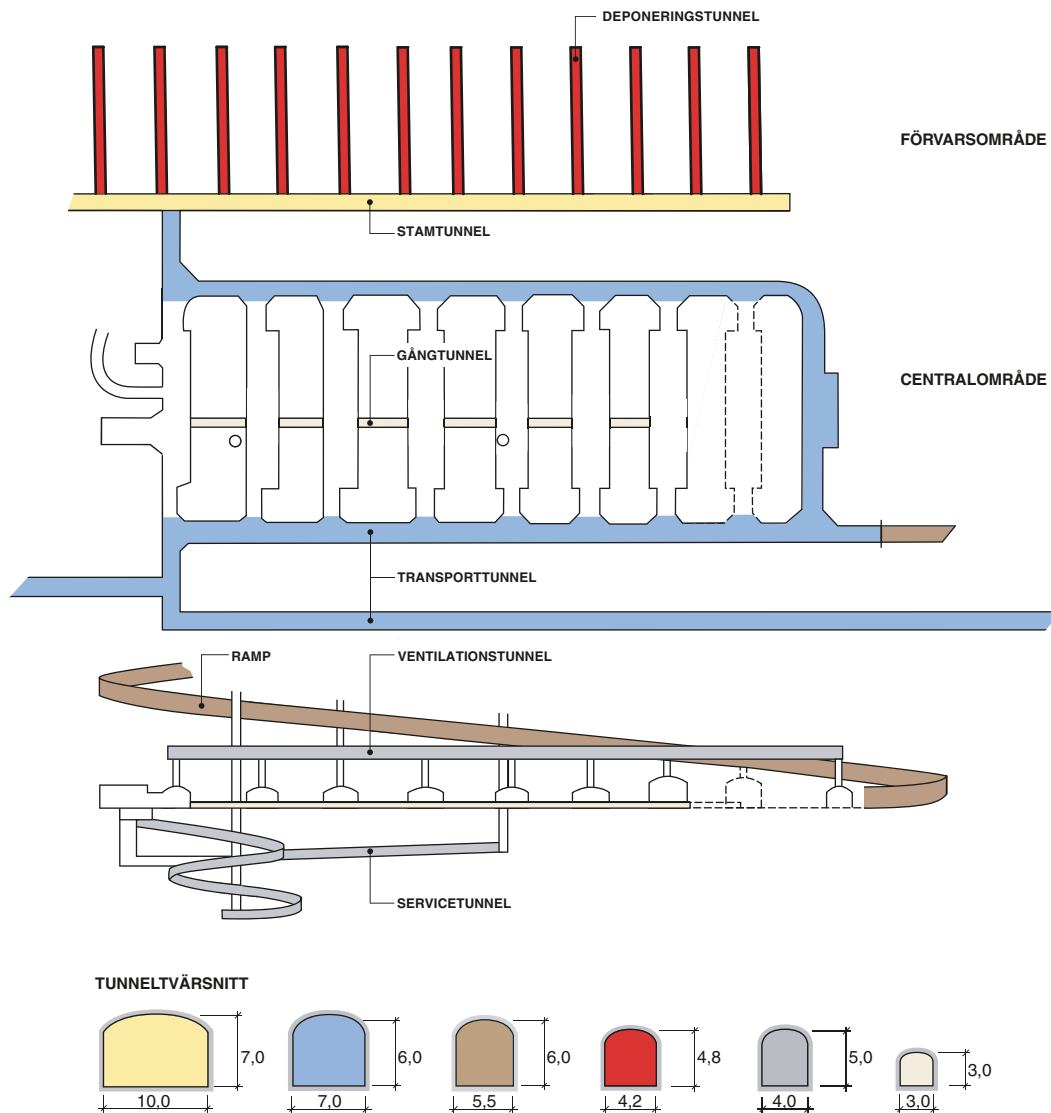 DEPONERINGSTUNNEL
FÖRVARSOMRÅDE
STAMTUNNEL
GÅNGTUNNEL
CENTRALOMRÅDE
TRANSPORTTUNNEL
RAMP
VENTILATIONSTUNNEL
SERVICETUNNEL
TUNNELTVÄRSNITT
7,0
6,0
6,0
4,8
5,0
3,0
10,0
7,0
5,5
4,2
4.0
3.0